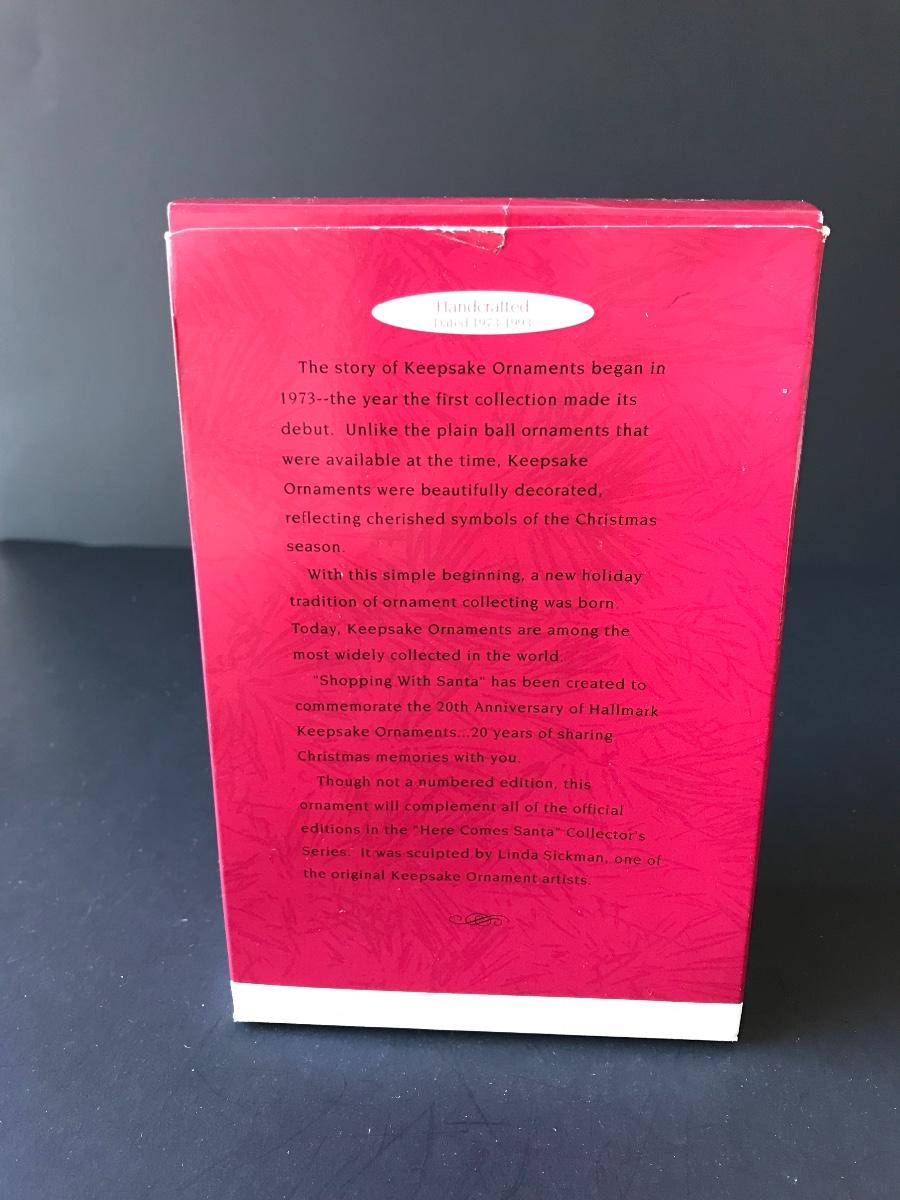 Handcrafted
Dated 1973-1993
The story of Keepsake Ornaments began in
1973--the year the first collection made its
debut. Unlike the plain ball ornaments that
were available at the time, Keepsake
Ornaments were beautifully decorated,
reflecting cherished symbols of the Christmas
season.
With this simple beginning, a new holiday
tradition of ornament collecting was born.
Today, Keepsake Ornaments are among the
most widely collected in the world.
"Shopping With Santa" has been created to
commemorate the 20th Anniversary of Hallmark
Keepsake Ornaments...20 years of sharing
Christmas memories with you.
Though not a numbered edition, this
ornament will complement all of the official
editions in the "Here Comes Santa" Collector's
Series. It was sculpted by Linda Sickman, one of
the original Keepsake Ornament artists.